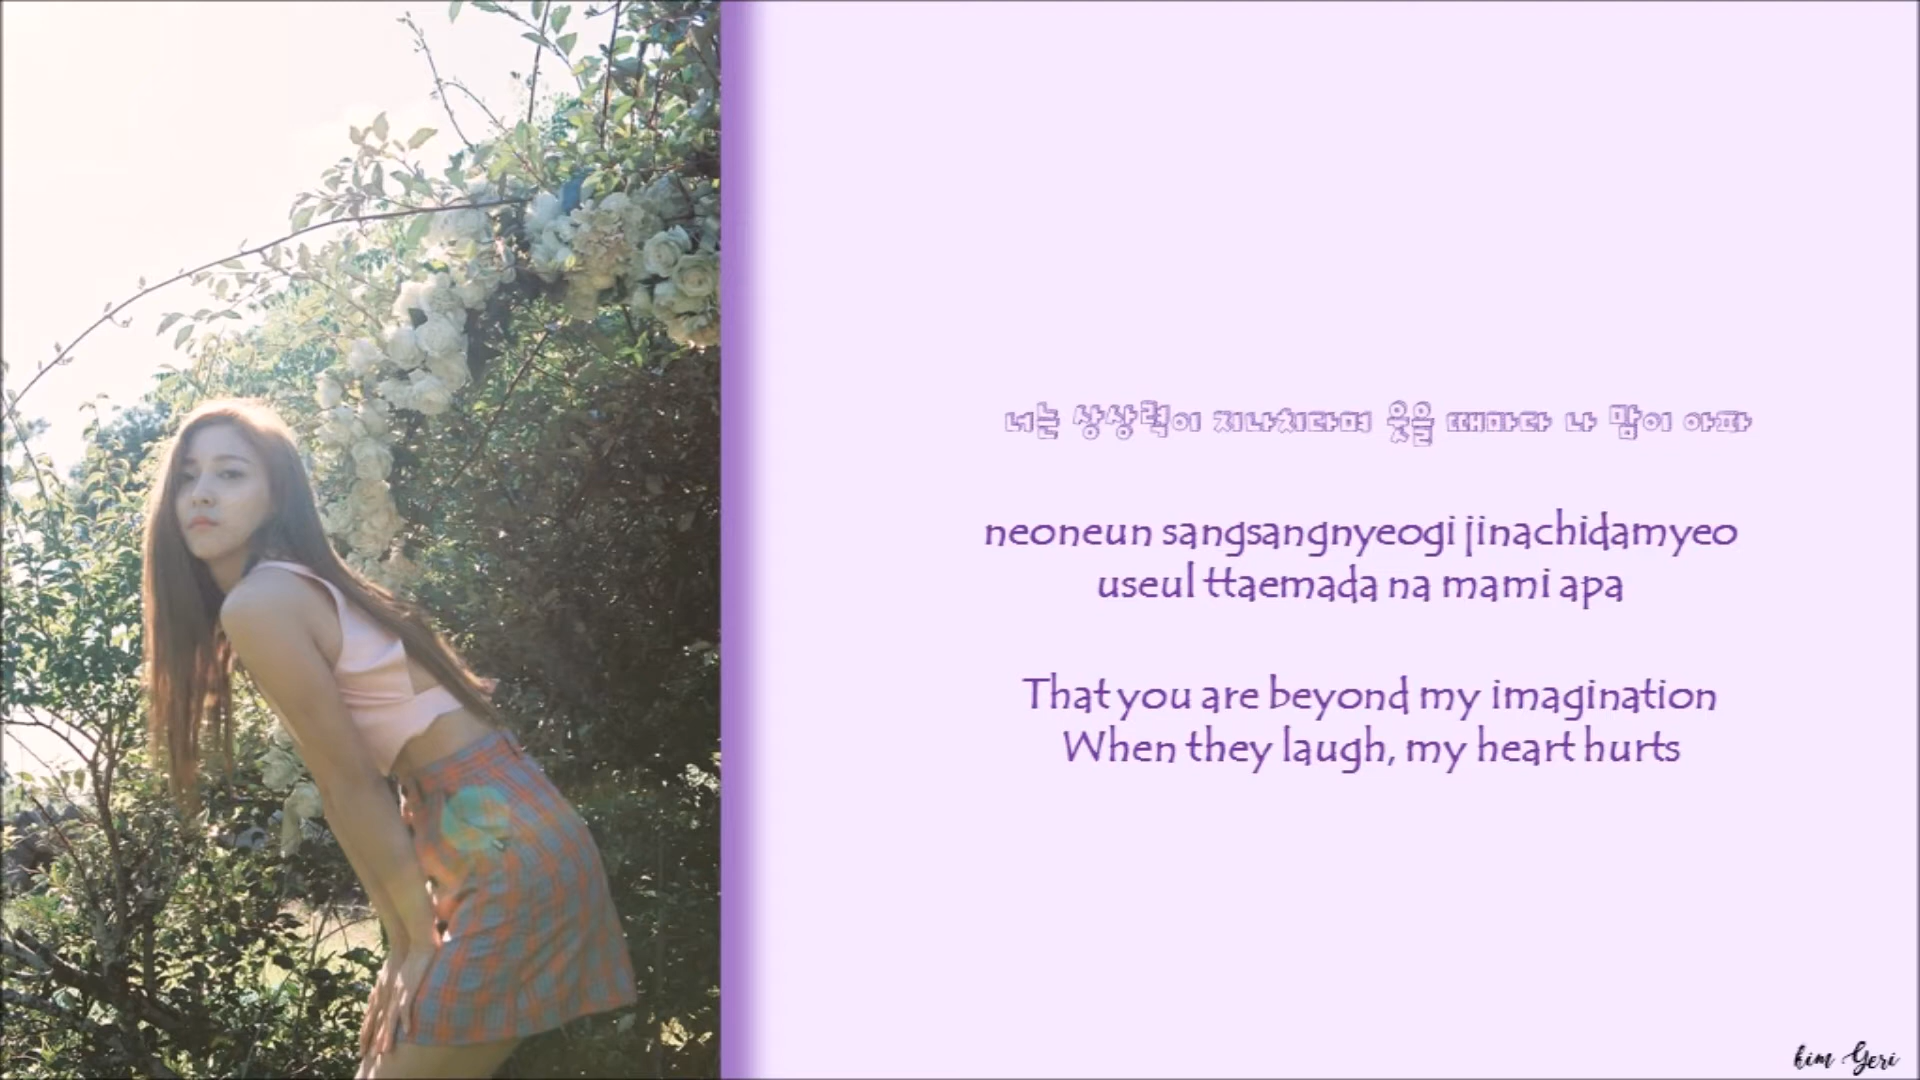 너는 상상력이 지나치다며 웃을 때마다 나 맘이 아파
neoneun sangsangnyeogi jinachidamyeo
useul ttaemada na mami apa
That you are beyond my imagination
When they laugh, my heart hurts
kim Yeri